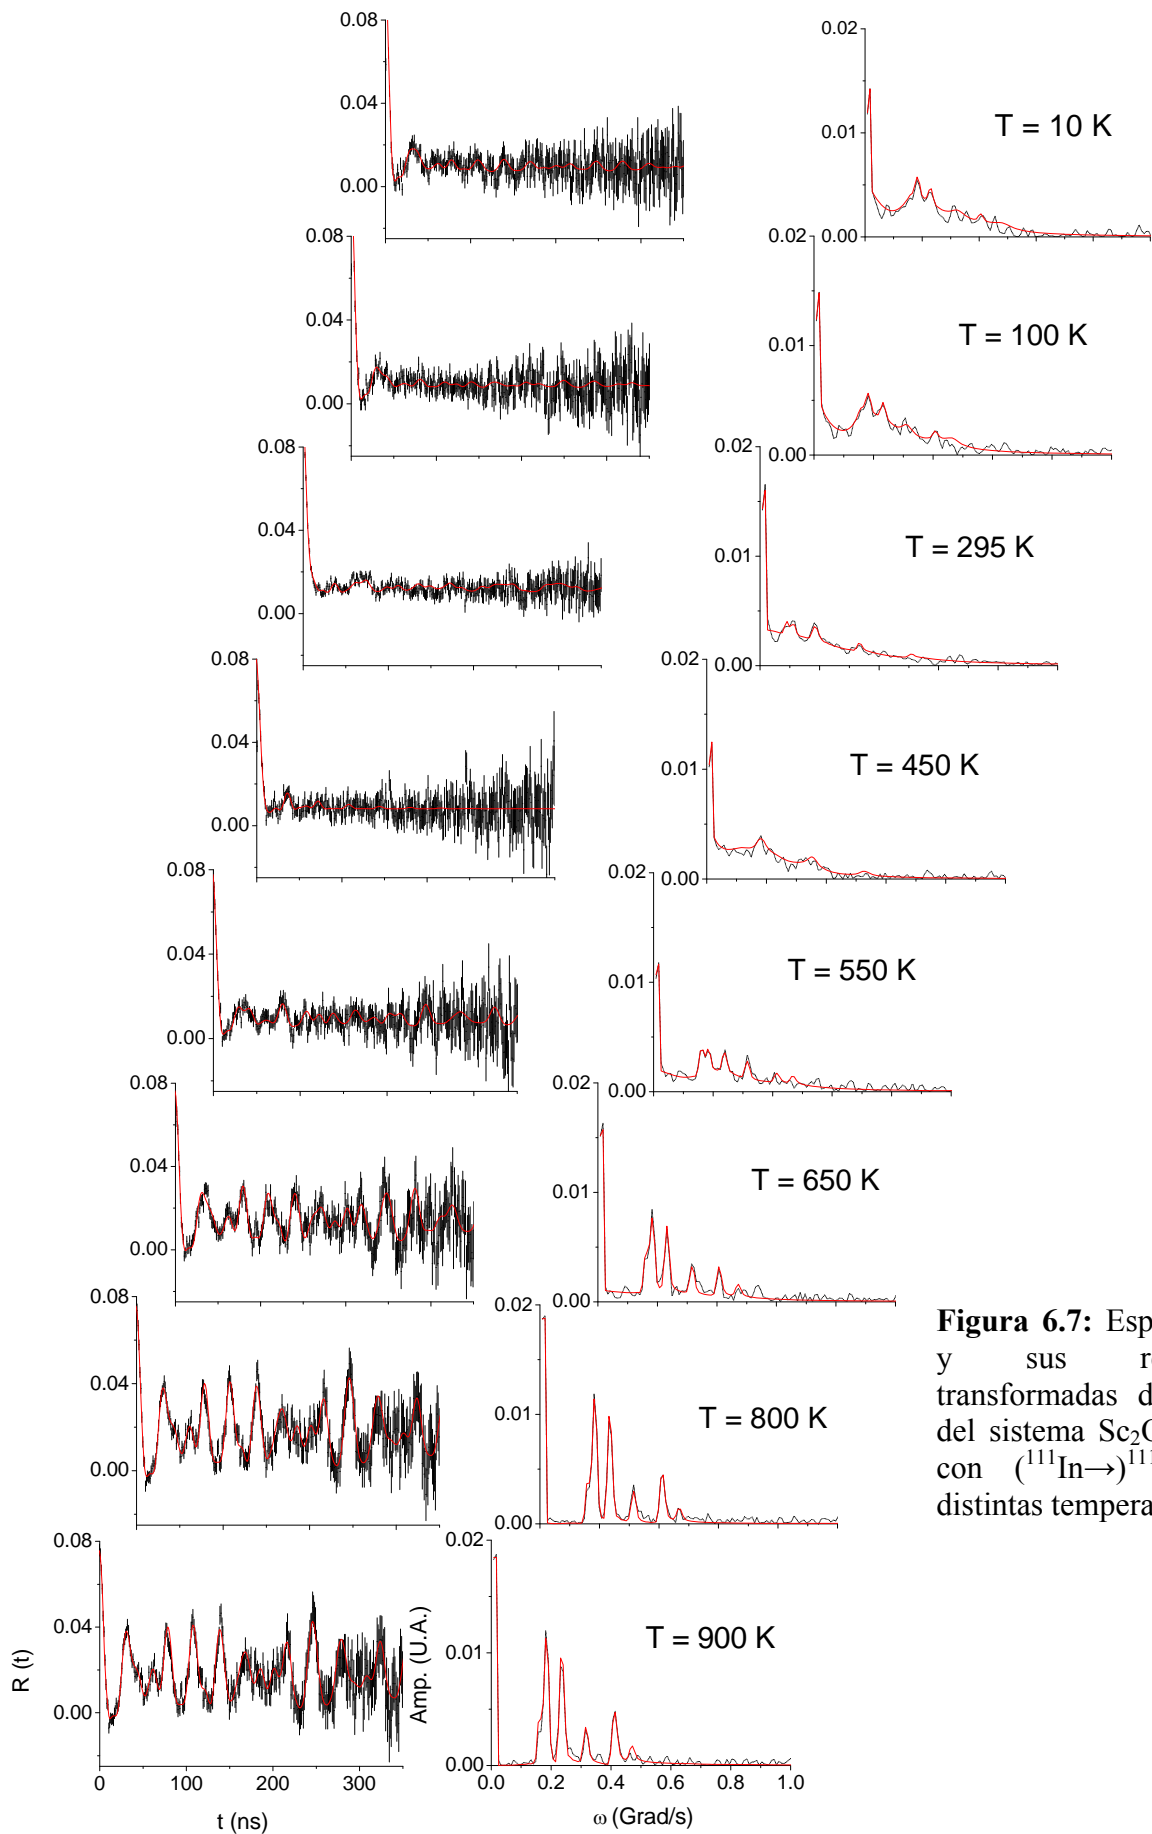 0.08
0.04
0.00
0.02
0.01
0.00
T = 10 K
0.08
0.04
0.00
0.02
0.01
0.00
T = 100 K
0.08
0.04
0.00
0.02
0.01
0.00
T = 295 K
0.08
0.04
0.00
0.02
0.01
0.00
T = 450 K
0.08
0.04
0.00
0.02
0.01
0.00
T = 550 K
0.08
0.04
0.00
0.02
0.01
0.00
T = 650 K
0.08
0.04
0.00
0.02
0.01
0.00
T = 800 K
0.08
0.04
0.00
R (t)
0 100 200 300
t (ns)
0.02
0.01
0.00
Amp. (U.A.)
T = 900 K
0.0 0.2 0.4 0.6 0.8 1.0
ω (Grad/s)
Figura 6.7: Esp
y sus r
transformadas d
del sistema Sc₂O
con (¹¹¹In→)¹¹¹
distintas tempera